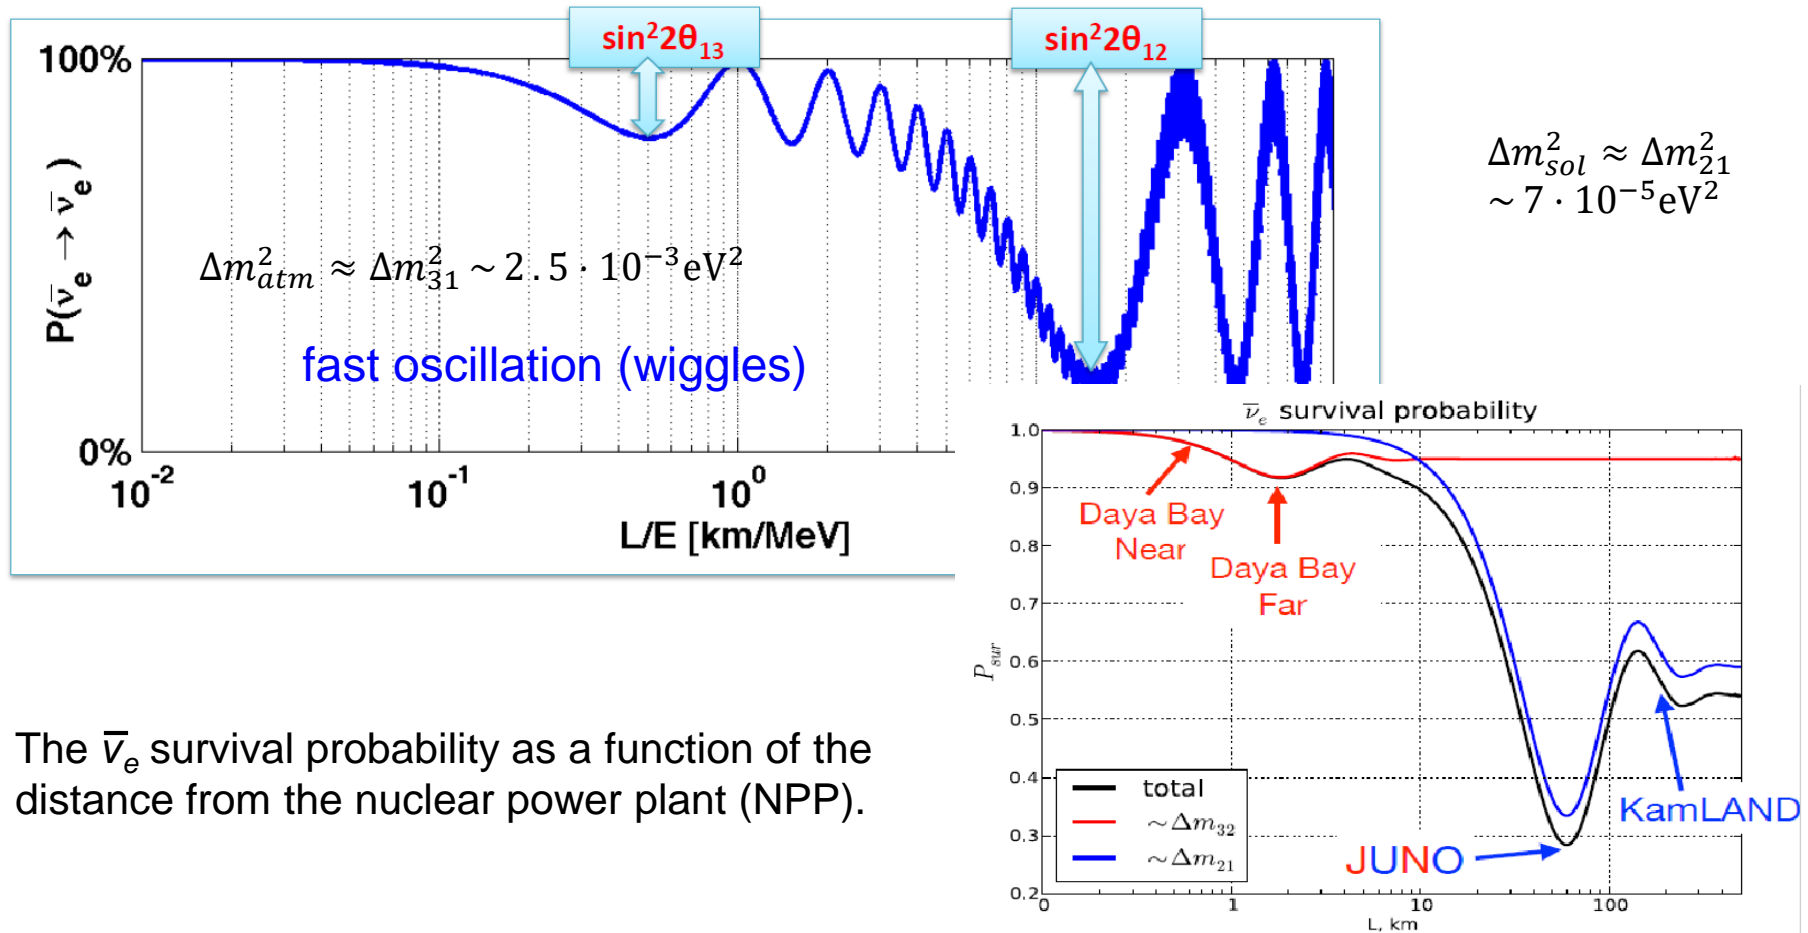 sin²2θ₁₃
sin²2θ₁₂
100%
P(ν̅ₑ → ν̅ₑ)
Δm²ₛₒₗ ≈ Δm²₂₁
~ 7 · 10⁻⁵eV²
Δm²ₐₜₘ ≈ Δm²₃₁ ~ 2.5 · 10⁻³eV²
fast oscillation (wiggles)
0%
10⁻² 10⁻¹ 10⁰
L/E [km/MeV]
ν̅ₑ survival probability
1.0
0.9
0.8
0.7
0.6
0.5
0.4
0.3
0.2
P_sur
Daya Bay
Near
Daya Bay
Far
KamLAND
JUNO
total
~Δm₃₂
~Δm₂₁
0 1 10 100
L, km
The ν̅ₑ survival probability as a function of the
distance from the nuclear power plant (NPP).